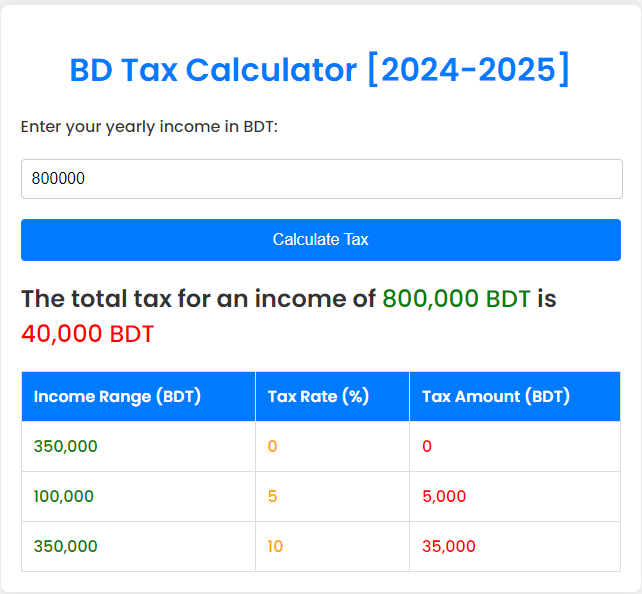 BD Tax Calculator [2024-2025]
Enter your yearly income in BDT:
800000
Calculate Tax
The total tax for an income of 800,000 BDT is
40,000 BDT
Income Range (BDT) Tax Rate (%) Tax Amount (BDT)
350,000 0 0
100,000 5 5,000
350,000 10 35,000